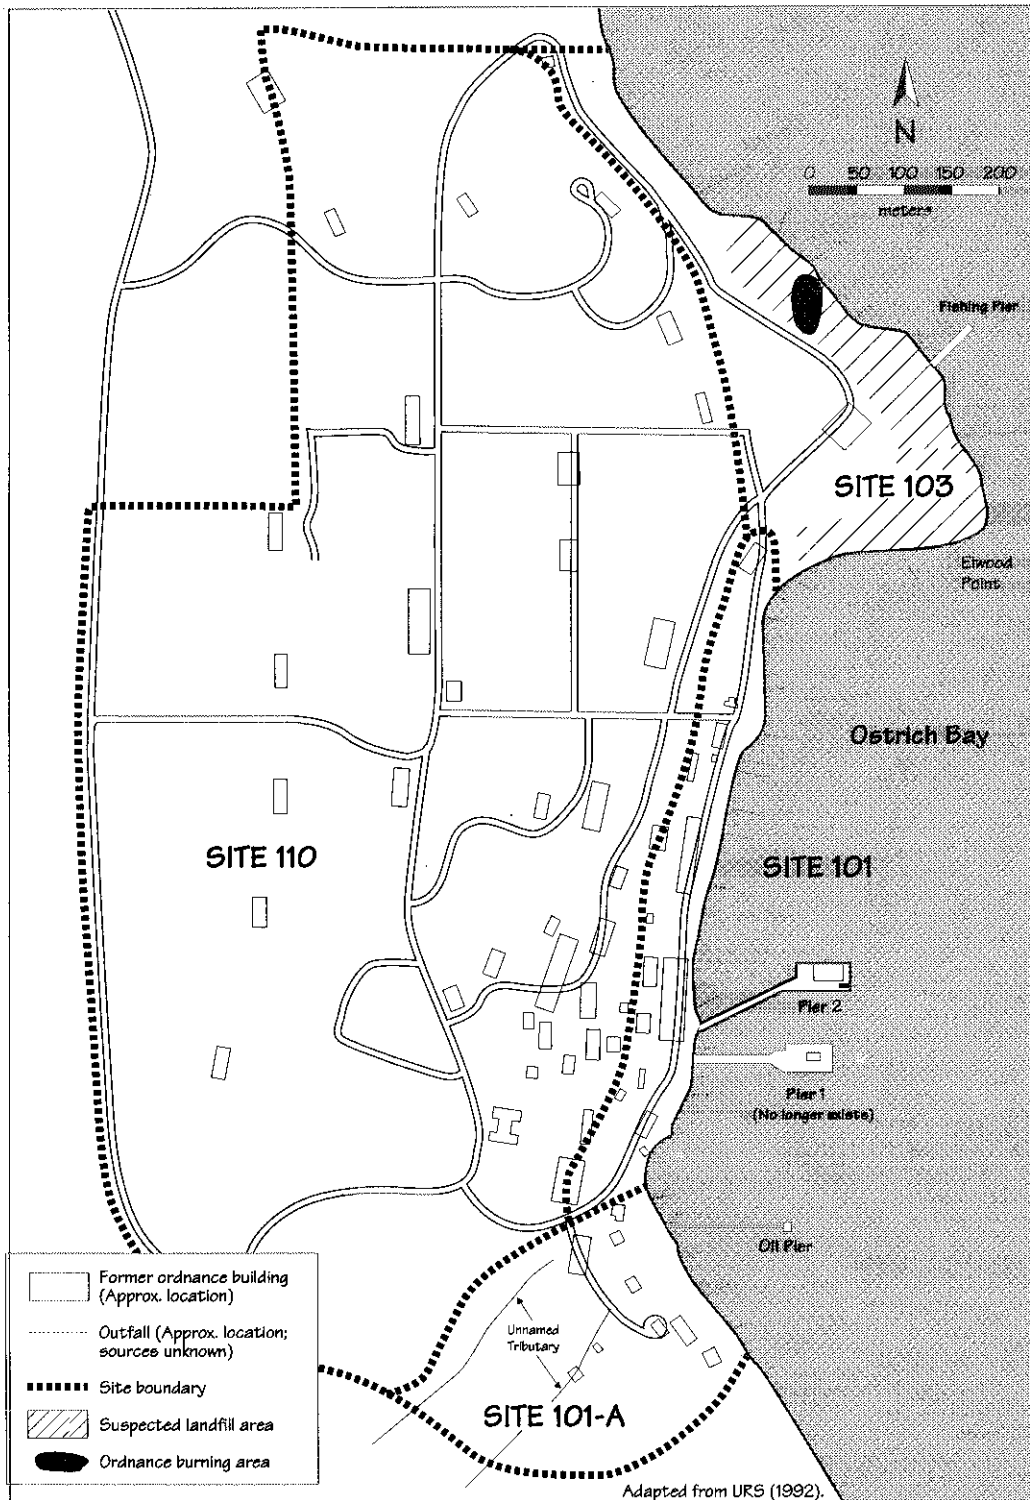 N
0 50 100 150 200
meters
Fishing Pier
SITE 103
Elwood
Point
Ostrich Bay
SITE 110
SITE 101
Pier 2
Pier 1
(No longer exists)
Oil Pier
Unnamed
Tributary
SITE 101-A
Former ordnance building
(Approx. location)
Outfall (Approx. location;
sources unknown)
Site boundary
Suspected landfill area
Ordnance burning area
Adapted from URS (1992).